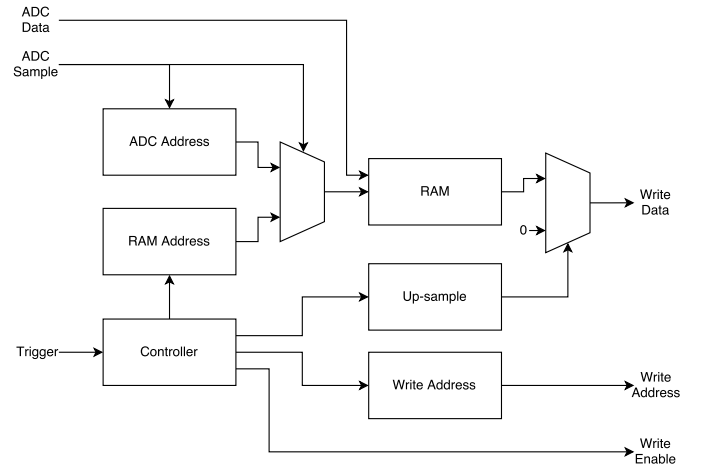 ADC
Data
ADC
Sample
ADC Address
RAM Address
RAM
0
Write
Data
Up-sample
Trigger
Controller
Write Address
Write
Address
Write
Enable